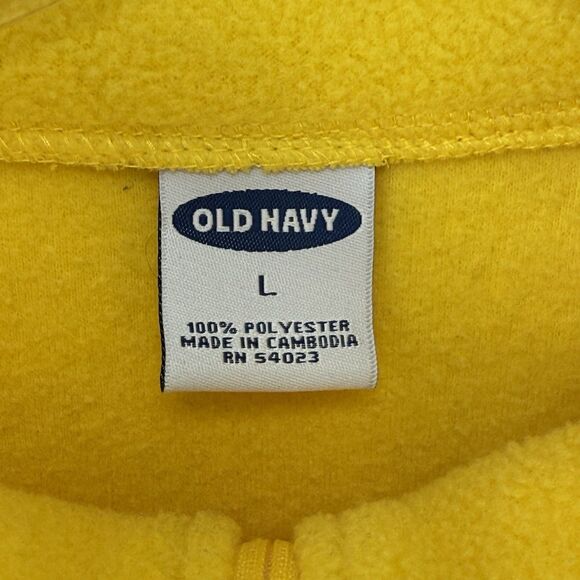 OLD NAVY
L
100% POLYESTER
MADE IN CAMBODIA
RN 54023